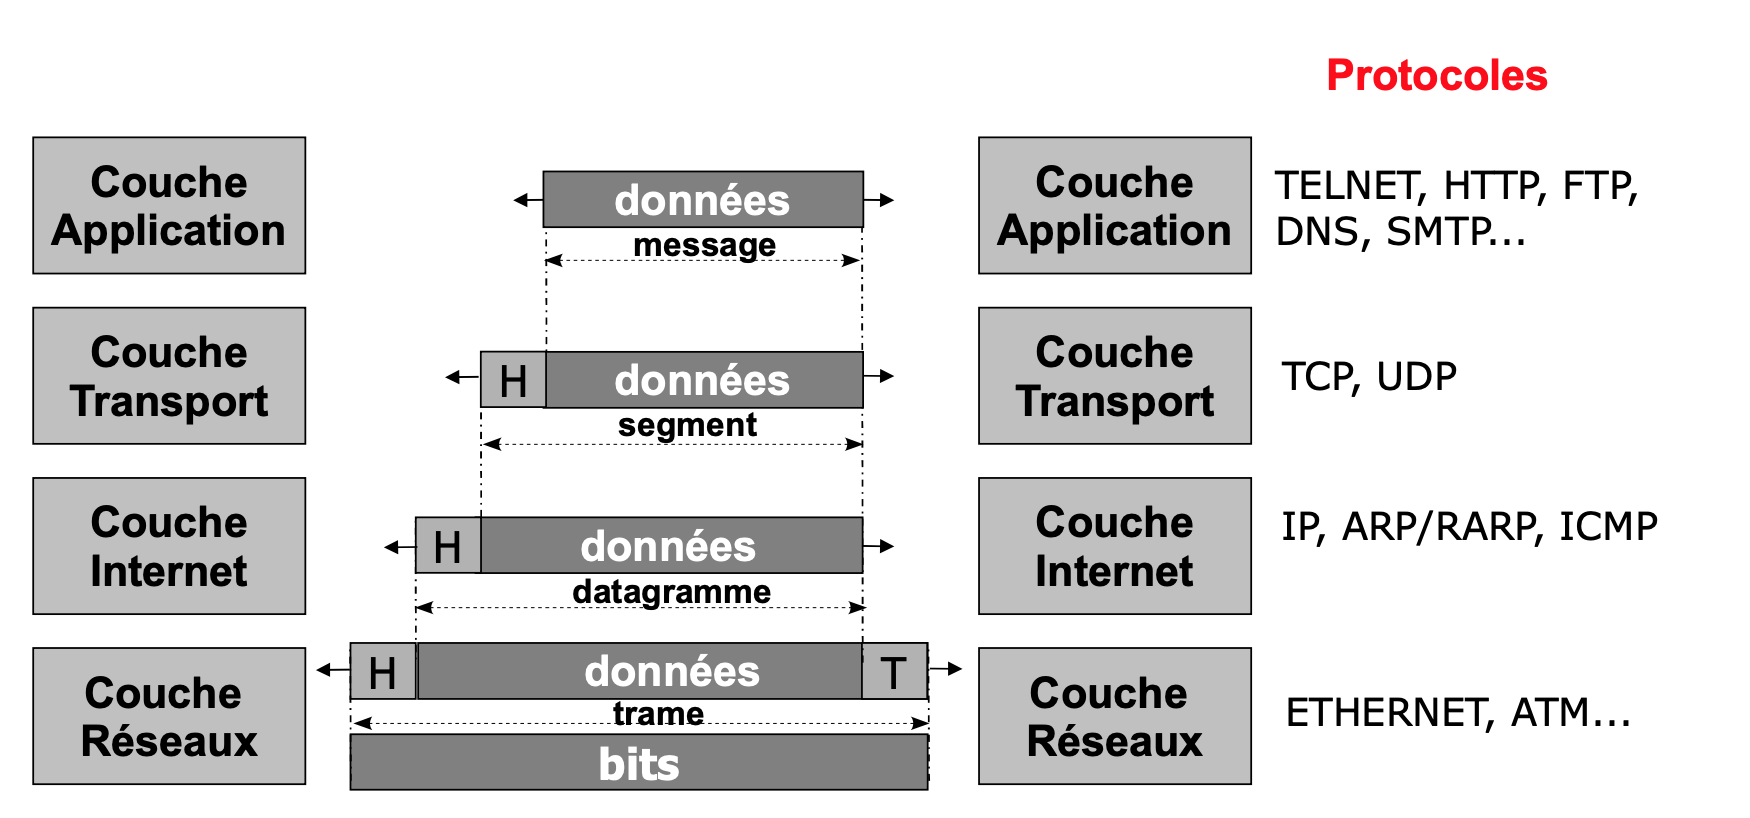 Protocoles
Couche
Application
données
message
Couche
Application
TELNET, HTTP, FTP,
DNS, SMTP...
Couche
Transport
H
données
segment
Couche
Transport
TCP, UDP
Couche
Internet
H
données
datagramme
Couche
Internet
IP, ARP/RARP, ICMP
Couche
Réseaux
H
données
T
trame
bits
Couche
Réseaux
ETHERNET, ATM...